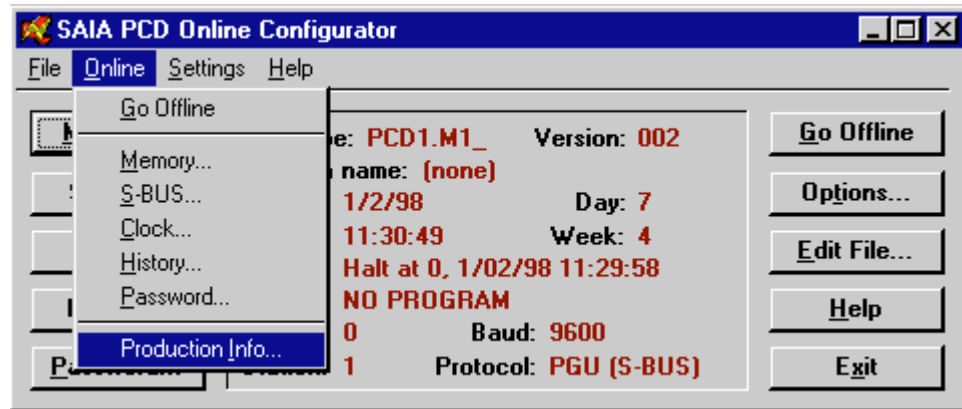 SAIA PCD Online Configurator
File Online Settings Help
Go Offline
Memory...
S-BUS...
Clock...
History...
Password...
Production Info...
PCD1.M1_ Version: 002
name: (none)
1/2/98 Day: 7
11:30:49 Week: 4
Halt at 0, 1/02/98 11:29:58
NO PROGRAM
0 Baud: 9600
1 Protocol: PGU (S-BUS)
Go Offline
Options...
Edit File...
Help
Exit